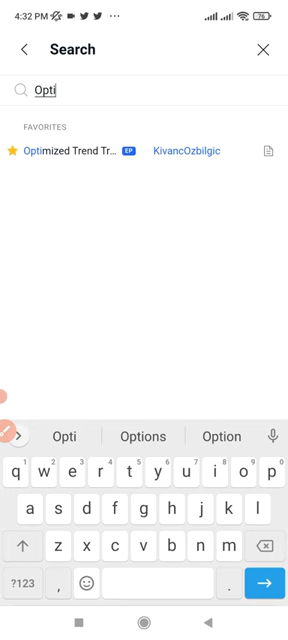 4:32 PM ... 76
Search
Opti
FAVORITES
Optimized Trend Tr... EP KivancOzbilgic
Opti Options Option
1 2 3 4 5 6 7 8 9 0
q w e r t y u i o p
a s d f g h j k l
z x c v b n m
?123 , .